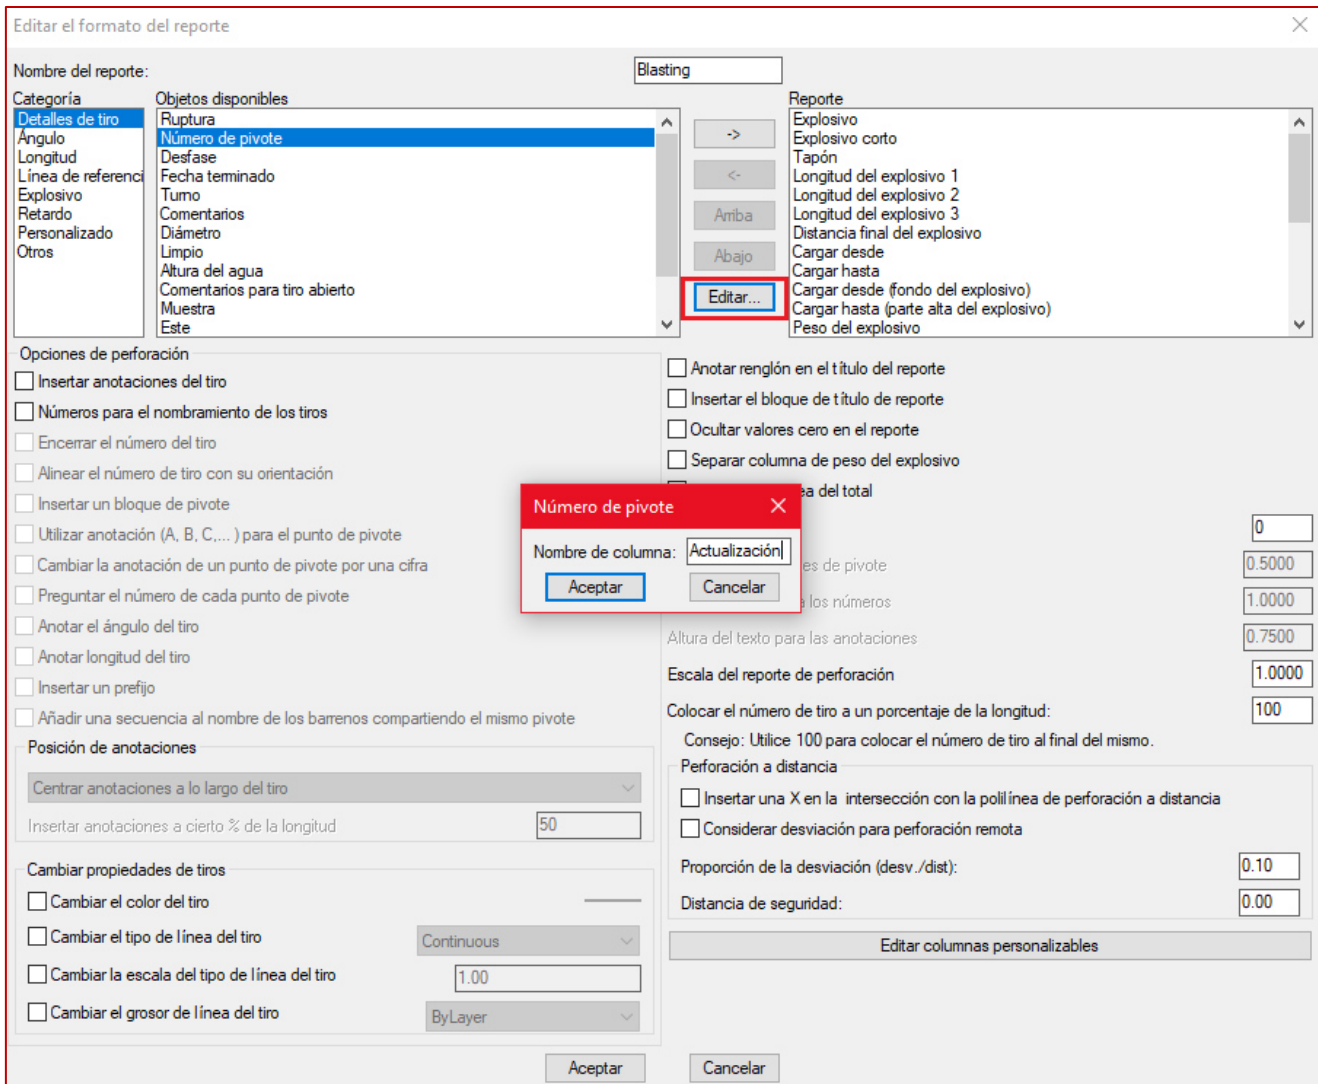 Editar el formato del reporte
Nombre del reporte:
Blasting
Categoría
Detalles de tiro
Ángulo
Longitud
Línea de referenci
Explosivo
Retardo
Personalizado
Otros
Objetos disponibles
Ruptura
Número de pivote
Desfase
Fecha terminado
Turno
Comentarios
Diámetro
Limpio
Altura del agua
Comentarios para tiro abierto
Muestra
Este
->
<-
Arriba
Abajo
Editar...
Reporte
Explosivo
Explosivo corto
Tapón
Longitud del explosivo 1
Longitud del explosivo 2
Longitud del explosivo 3
Distancia final del explosivo
Cargar desde
Cargar hasta
Cargar desde (fondo del explosivo)
Cargar hasta (parte alta del explosivo)
Peso del explosivo
Opciones de perforación
Insertar anotaciones del tiro
Números para el nombramiento de los tiros
Encerrar el número del tiro
Alinear el número de tiro con su orientación
Insertar un bloque de pivote
Utilizar anotación (A, B, C,... ) para el punto de pivote
Cambiar la anotación de un punto de pivote por una cifra
Preguntar el número de cada punto de pivote
Anotar el ángulo del tiro
Anotar longitud del tiro
Insertar un prefijo
Añadir una secuencia al nombre de los barrenos compartiendo el mismo pivote
Posición de anotaciones
Centrar anotaciones a lo largo del tiro
Insertar anotaciones a cierto % de la longitud
50
Cambiar propiedades de tiros
Cambiar el color del tiro
Cambiar el tipo de línea del tiro
Continuous
Cambiar la escala del tipo de línea del tiro
1.00
Cambiar el grosor de línea del tiro
ByLayer
Anotar renglón en el título del reporte
Insertar el bloque de título de reporte
Ocultar valores cero en el reporte
Separar columna de peso del explosivo
ea del total
0
es de pivote
0.5000
a los números
1.0000
Altura del texto para las anotaciones
0.7500
Escala del reporte de perforación
1.0000
Colocar el número de tiro a un porcentaje de la longitud:
100
Consejo: Utilice 100 para colocar el número de tiro al final del mismo.
Perforación a distancia
Insertar una X en la intersección con la polilínea de perforación a distancia
Considerar desviación para perforación remota
Proporción de la desviación (desv./dist):
0.10
Distancia de seguridad:
0.00
Editar columnas personalizables
Número de pivote
Nombre de columna:
Actualización
Aceptar
Cancelar
Aceptar
Cancelar